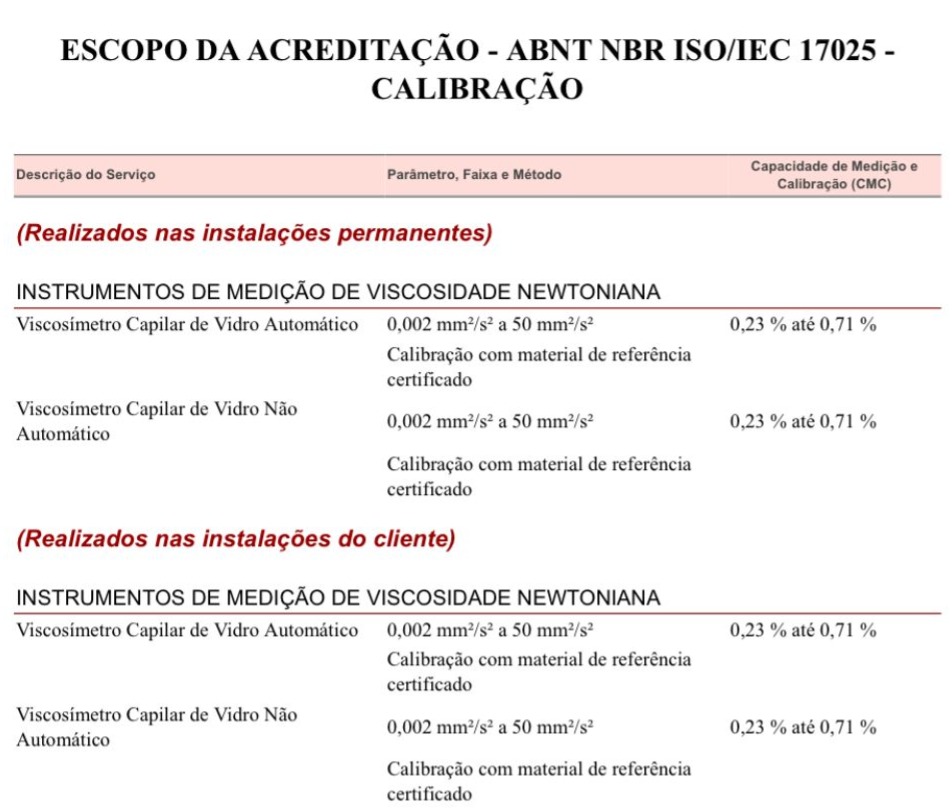 ESCOPO DA ACREDITAÇÃO - ABNT NBR ISO/IEC 17025 -
CALIBRAÇÃO
Descrição do Serviço Parâmetro, Faixa e Método Capacidade de Medição e
Calibração (CMC)
(Realizados nas instalações permanentes)
INSTRUMENTOS DE MEDIÇÃO DE VISCOSIDADE NEWTONIANA
Viscosímetro Capilar de Vidro Automático 0,002 mm²/s² a 50 mm²/s² 0,23 % até 0,71 %
Calibração com material de referência
certificado
Viscosímetro Capilar de Vidro Não
Automático
0,002 mm²/s² a 50 mm²/s² 0,23 % até 0,71 %
Calibração com material de referência
certificado
(Realizados nas instalações do cliente)
INSTRUMENTOS DE MEDIÇÃO DE VISCOSIDADE NEWTONIANA
Viscosímetro Capilar de Vidro Automático 0,002 mm²/s² a 50 mm²/s² 0,23 % até 0,71 %
Calibração com material de referência
certificado
Viscosímetro Capilar de Vidro Não
Automático
0,002 mm²/s² a 50 mm²/s² 0,23 % até 0,71 %
Calibração com material de referência
certificado